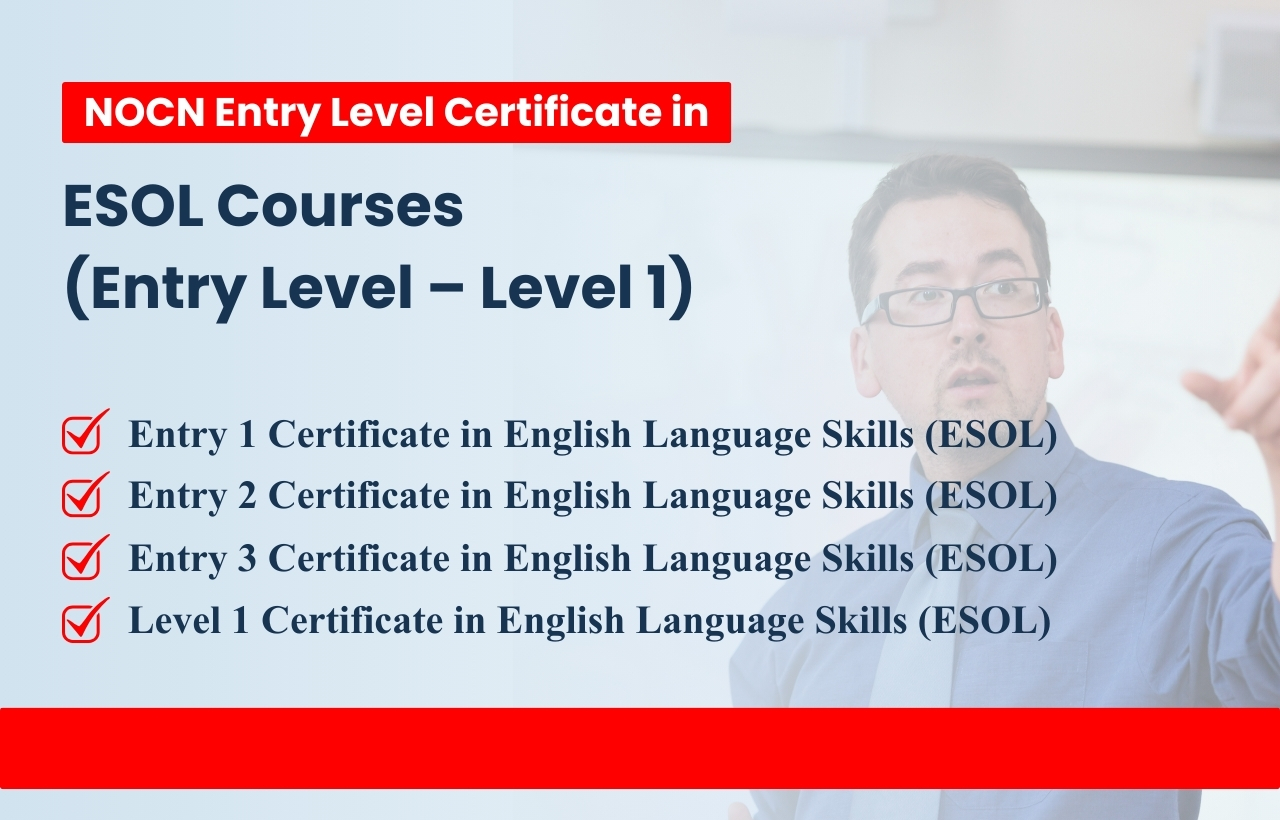 NOCN Entry Level Certificate in
ESOL Courses
(Entry Level – Level 1)
Entry 1 Certificate in English Language Skills (ESOL)
Entry 2 Certificate in English Language Skills (ESOL)
Entry 3 Certificate in English Language Skills (ESOL)
Level 1 Certificate in English Language Skills (ESOL)